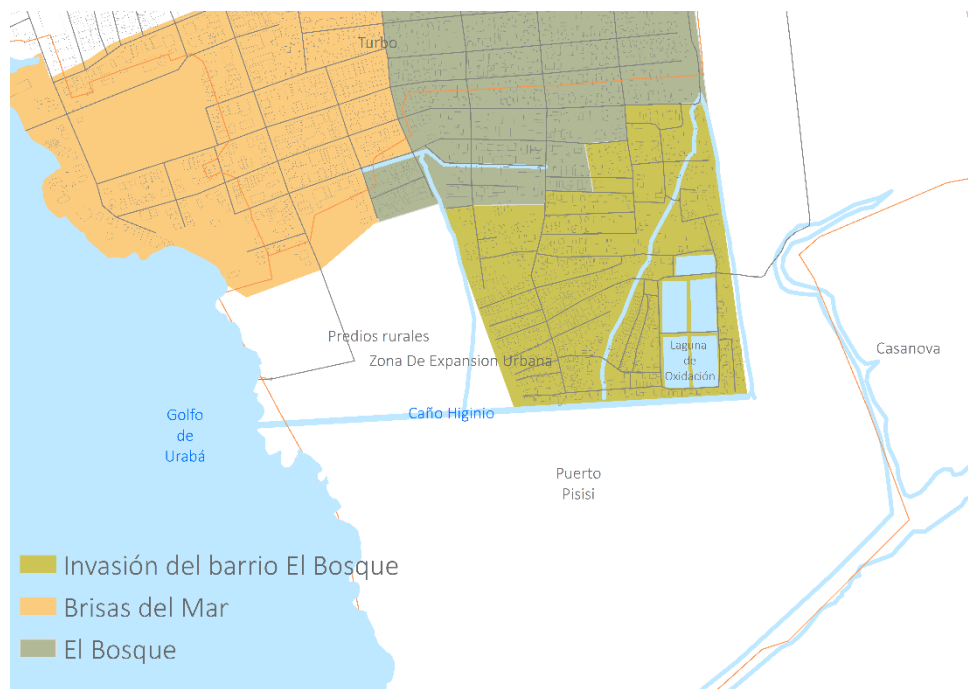 Turbo
Predios rurales
Zona De Expansion Urbana
Laguna
de
Oxidación
Casanova
Golfo
de
Urabá
Caño Higinio
Puerto
Pisisi
Invasión del barrio El Bosque
Brisas del Mar
El Bosque